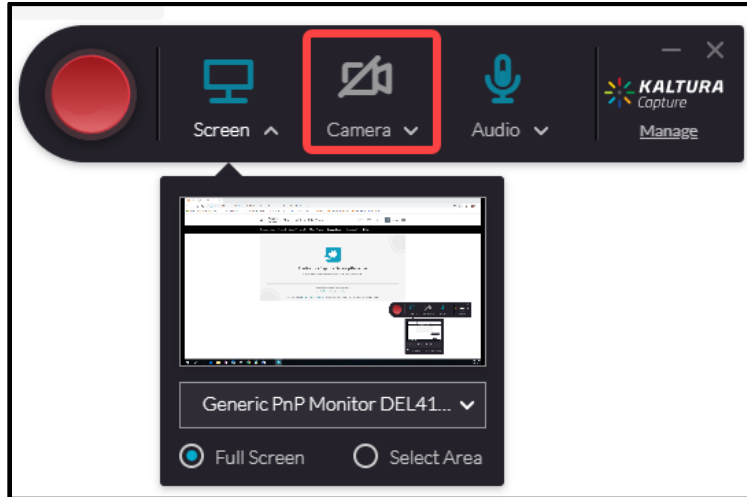 Screen
Camera
Audio
KALTURA
Capture
Manage
Generic PnP Monitor DEL41...
Full Screen
Select Area